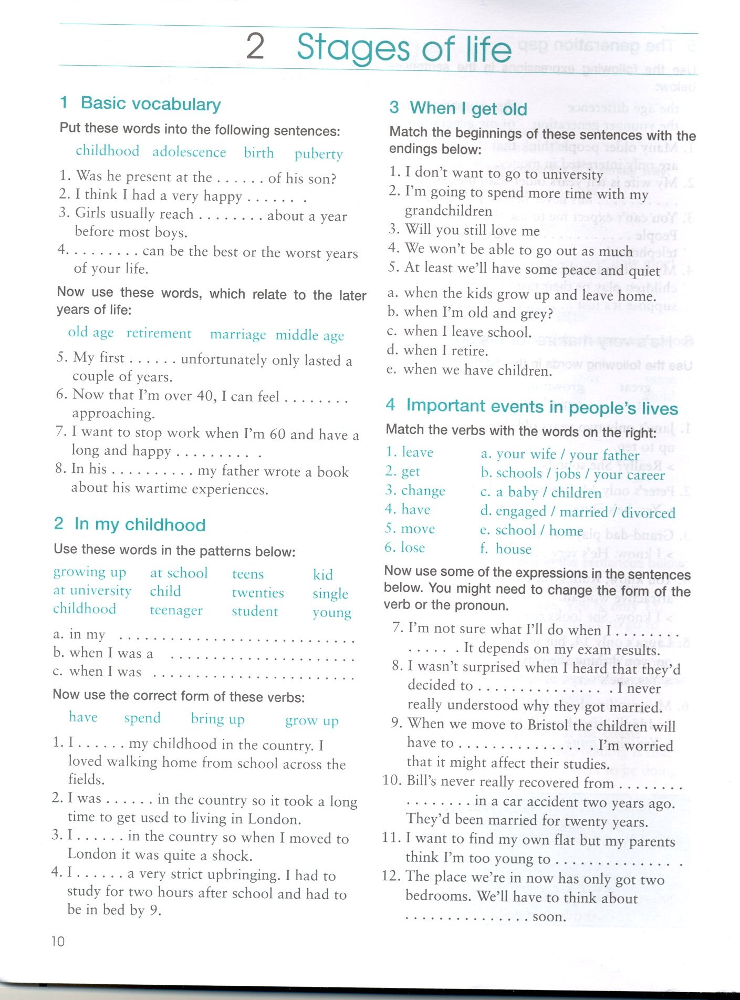 2 Stages of life
1 Basic vocabulary
Put these words into the following sentences:
childhood adolescence birth puberty
1. Was he present at the . . . . . . of his son?
2. I think I had a very happy . . . . . . .
3. Girls usually reach . . . . . . . . about a year
before most boys.
4. . . . . . . . . . can be the best or the worst years
of your life.
Now use these words, which relate to the later
years of life:
old age retirement marriage middle age
5. My first . . . . . . unfortunately only lasted a
couple of years.
6. Now that I'm over 40, I can feel . . . . . . . .
approaching.
7. I want to stop work when I'm 60 and have a
long and happy . . . . . . . . . .
8. In his . . . . . . . . . . my father wrote a book
about his wartime experiences.
2 In my childhood
Use these words in the patterns below:
growing up at school teens kid
at university child twenties single
childhood teenager student young
a. in my . . . . . . . . . . . . . . . . . . . . . . . . . . . . .
b. when I was a . . . . . . . . . . . . . . . . . . . . . . .
c. when I was . . . . . . . . . . . . . . . . . . . . . . . . .
Now use the correct form of these verbs:
have spend bring up grow up
1. I . . . . . . my childhood in the country. I
loved walking home from school across the
fields.
2. I was . . . . . . in the country so it took a long
time to get used to living in London.
3. I . . . . . . in the country so when I moved to
London it was quite a shock.
4. I . . . . . . a very strict upbringing. I had to
study for two hours after school and had to
be in bed by 9.
10
3 When I get old
Match the beginnings of these sentences with the
endings below:
1. I don't want to go to university
2. I'm going to spend more time with my
grandchildren
3. Will you still love me
4. We won't be able to go out as much
5. At least we'll have some peace and quiet
a. when the kids grow up and leave home.
b. when I'm old and grey?
c. when I leave school.
d. when I retire.
e. when we have children.
4 Important events in people's lives
Match the verbs with the words on the right:
1. leave a. your wife / your father
2. get b. schools / jobs / your career
3. change c. a baby / children
4. have d. engaged / married / divorced
5. move e. school / home
6. lose f. house
Now use some of the expressions in the sentences
below. You might need to change the form of the
verb or the pronoun.
7. I'm not sure what I'll do when I . . . . . . . .
. . . . . . It depends on my exam results.
8. I wasn't surprised when I heard that they'd
decided to . . . . . . . . . . . . . . . . . I never
really understood why they got married.
9. When we move to Bristol the children will
have to . . . . . . . . . . . . . . . . . I'm worried
that it might affect their studies.
10. Bill's never really recovered from . . . . . . . .
. . . . . . . . in a car accident two years ago.
They'd been married for twenty years.
11. I want to find my own flat but my parents
think I'm too young to . . . . . . . . . . . . . . . .
12. The place we're in now has only got two
bedrooms. We'll have to think about
. . . . . . . . . . . . . . . soon.